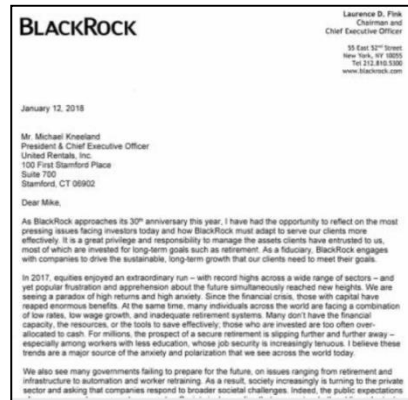 BLACKROCK
Laurence D. Fink
Chairman and
Chief Executive Officer
55 East 52nd Street
New York, NY 10055
Tel 212.810.5300
www.blackrock.com
January 12, 2018
Mr. Michael Kneeland
President & Chief Executive Officer
United Rentals, Inc.
100 First Stamford Place
Suite 700
Stamford, CT 06902
Dear Mike,
As BlackRock approaches its 30th anniversary this year, I have had the opportunity to reflect on the most
pressing issues facing investors today and how BlackRock must adapt to serve our clients more
effectively. It is a great privilege and responsibility to manage the assets clients have entrusted to us,
most of which are invested for long-term goals such as retirement. As a fiduciary, BlackRock engages
with companies to drive the sustainable, long-term growth that our clients need to meet their goals.
In 2017, equities enjoyed an extraordinary run – with record highs across a wide range of sectors – and
yet popular frustration and apprehension about the future simultaneously reached new heights. We are
seeing a paradox of high returns and high anxiety. Since the financial crisis, those with capital have
reaped enormous benefits. At the same time, many individuals across the world are facing a combination
of low rates, low wage growth, and inadequate retirement systems. Many don't have the financial
capacity, the resources, or the tools to save effectively; those who are invested are too often over-
allocated to cash. For millions, the prospect of a secure retirement is slipping further and further away –
especially among workers with less education, whose job security is increasingly tenuous. I believe these
trends are a major source of the anxiety and polarization that we see across the world today.
We also see many governments failing to prepare for the future, on issues ranging from retirement and
infrastructure to automation and worker retraining. As a result, society increasingly is turning to the private
sector and asking that companies respond to broader societal challenges. Indeed, the public expectations